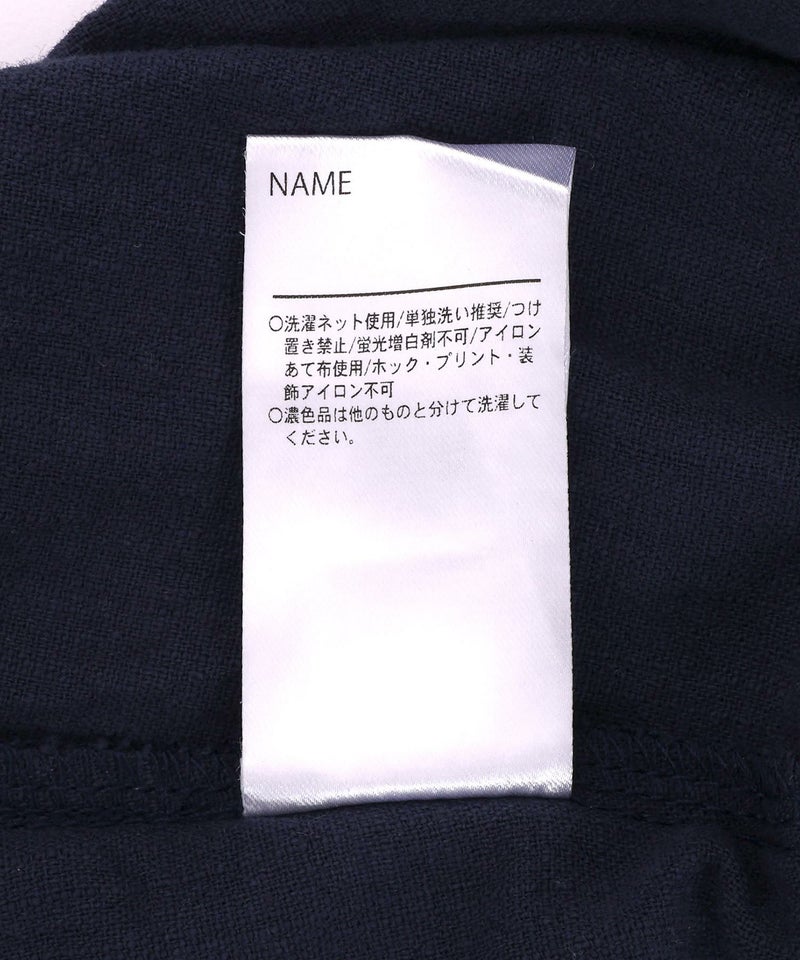 NAME
○洗濯ネット使用/単独洗い推奨/つけ
置き禁止/蛍光増白剤不可/アイロン
あて布使用/ホック・プリント・装
飾アイロン不可
○濃色品は他のものと分けて洗濯して
ください。